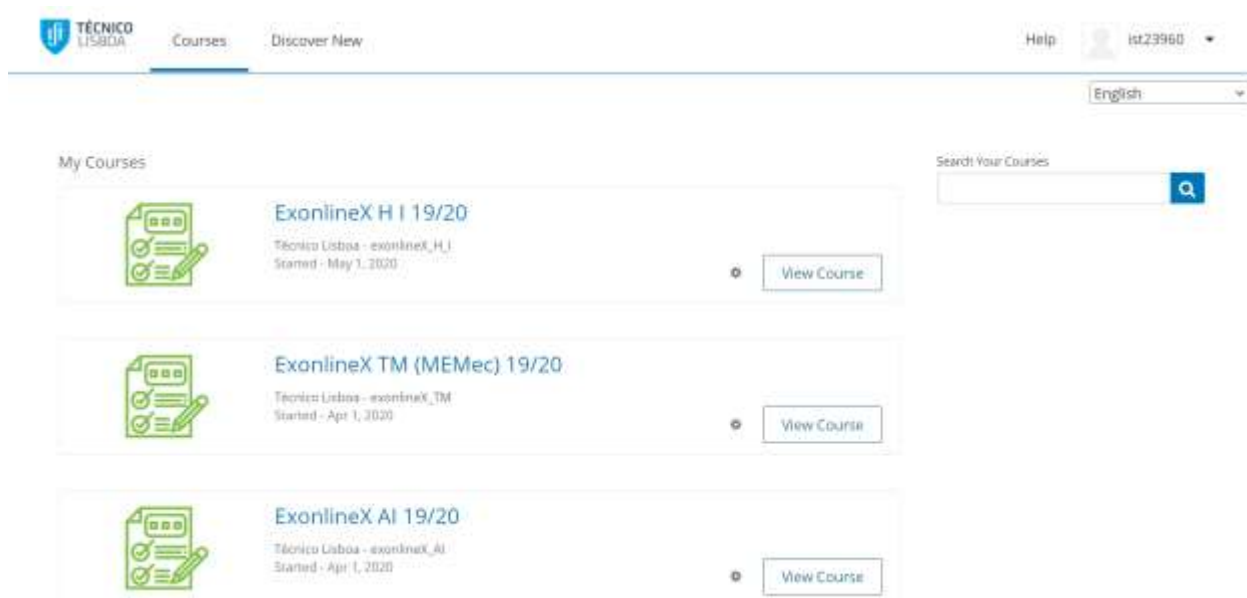 TÉCNICO
LISBOA
Courses
Discover New
Help
ist23960
English
My Courses
Search Your Courses
ExonlineX H I 19/20
Técnico Lisboa - exonlineX_H_I
Started - May 1, 2020
View Course
ExonlineX TM (MEMec) 19/20
Técnico Lisboa - exonlineX_TM
Started - Apr 1, 2020
View Course
ExonlineX AI 19/20
Técnico Lisboa - exonlineX_AI
Started - Apr 1, 2020
View Course